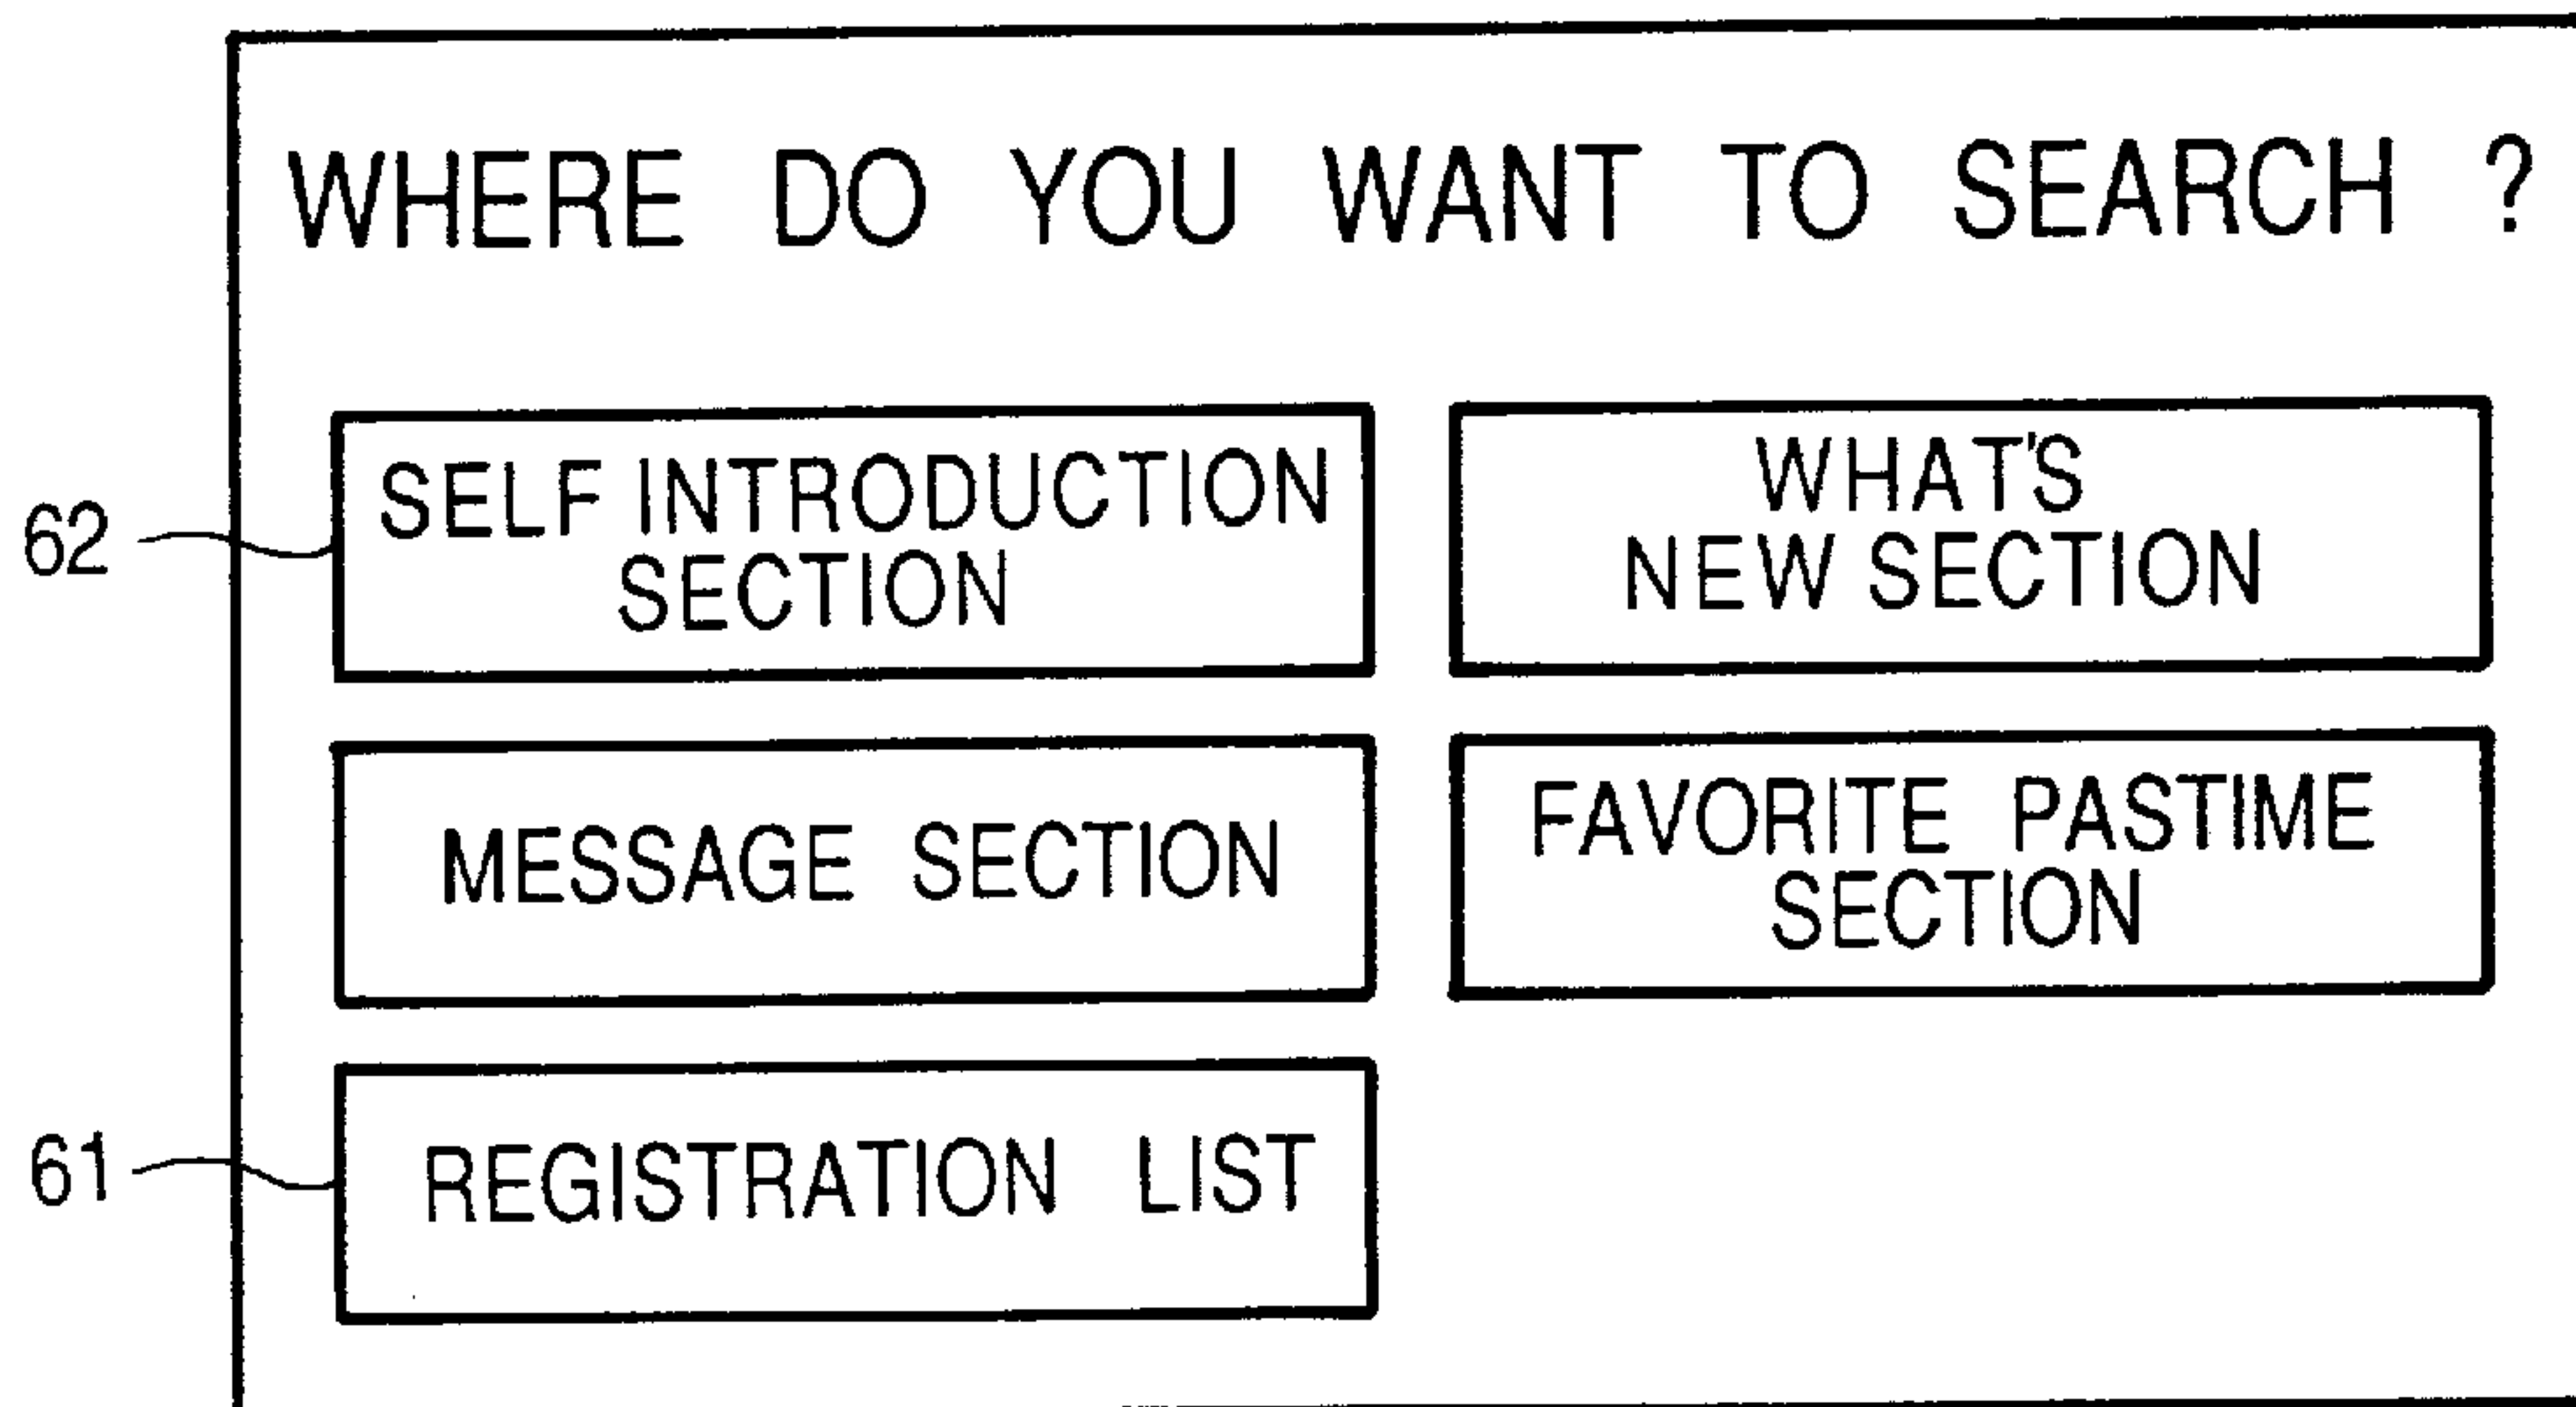 WHERE DO YOU WANT TO SEARCH ?
62
SELF INTRODUCTION
SECTION
WHAT'S
NEW SECTION
MESSAGE SECTION
FAVORITE PASTIME
SECTION
61
REGISTRATION LIST